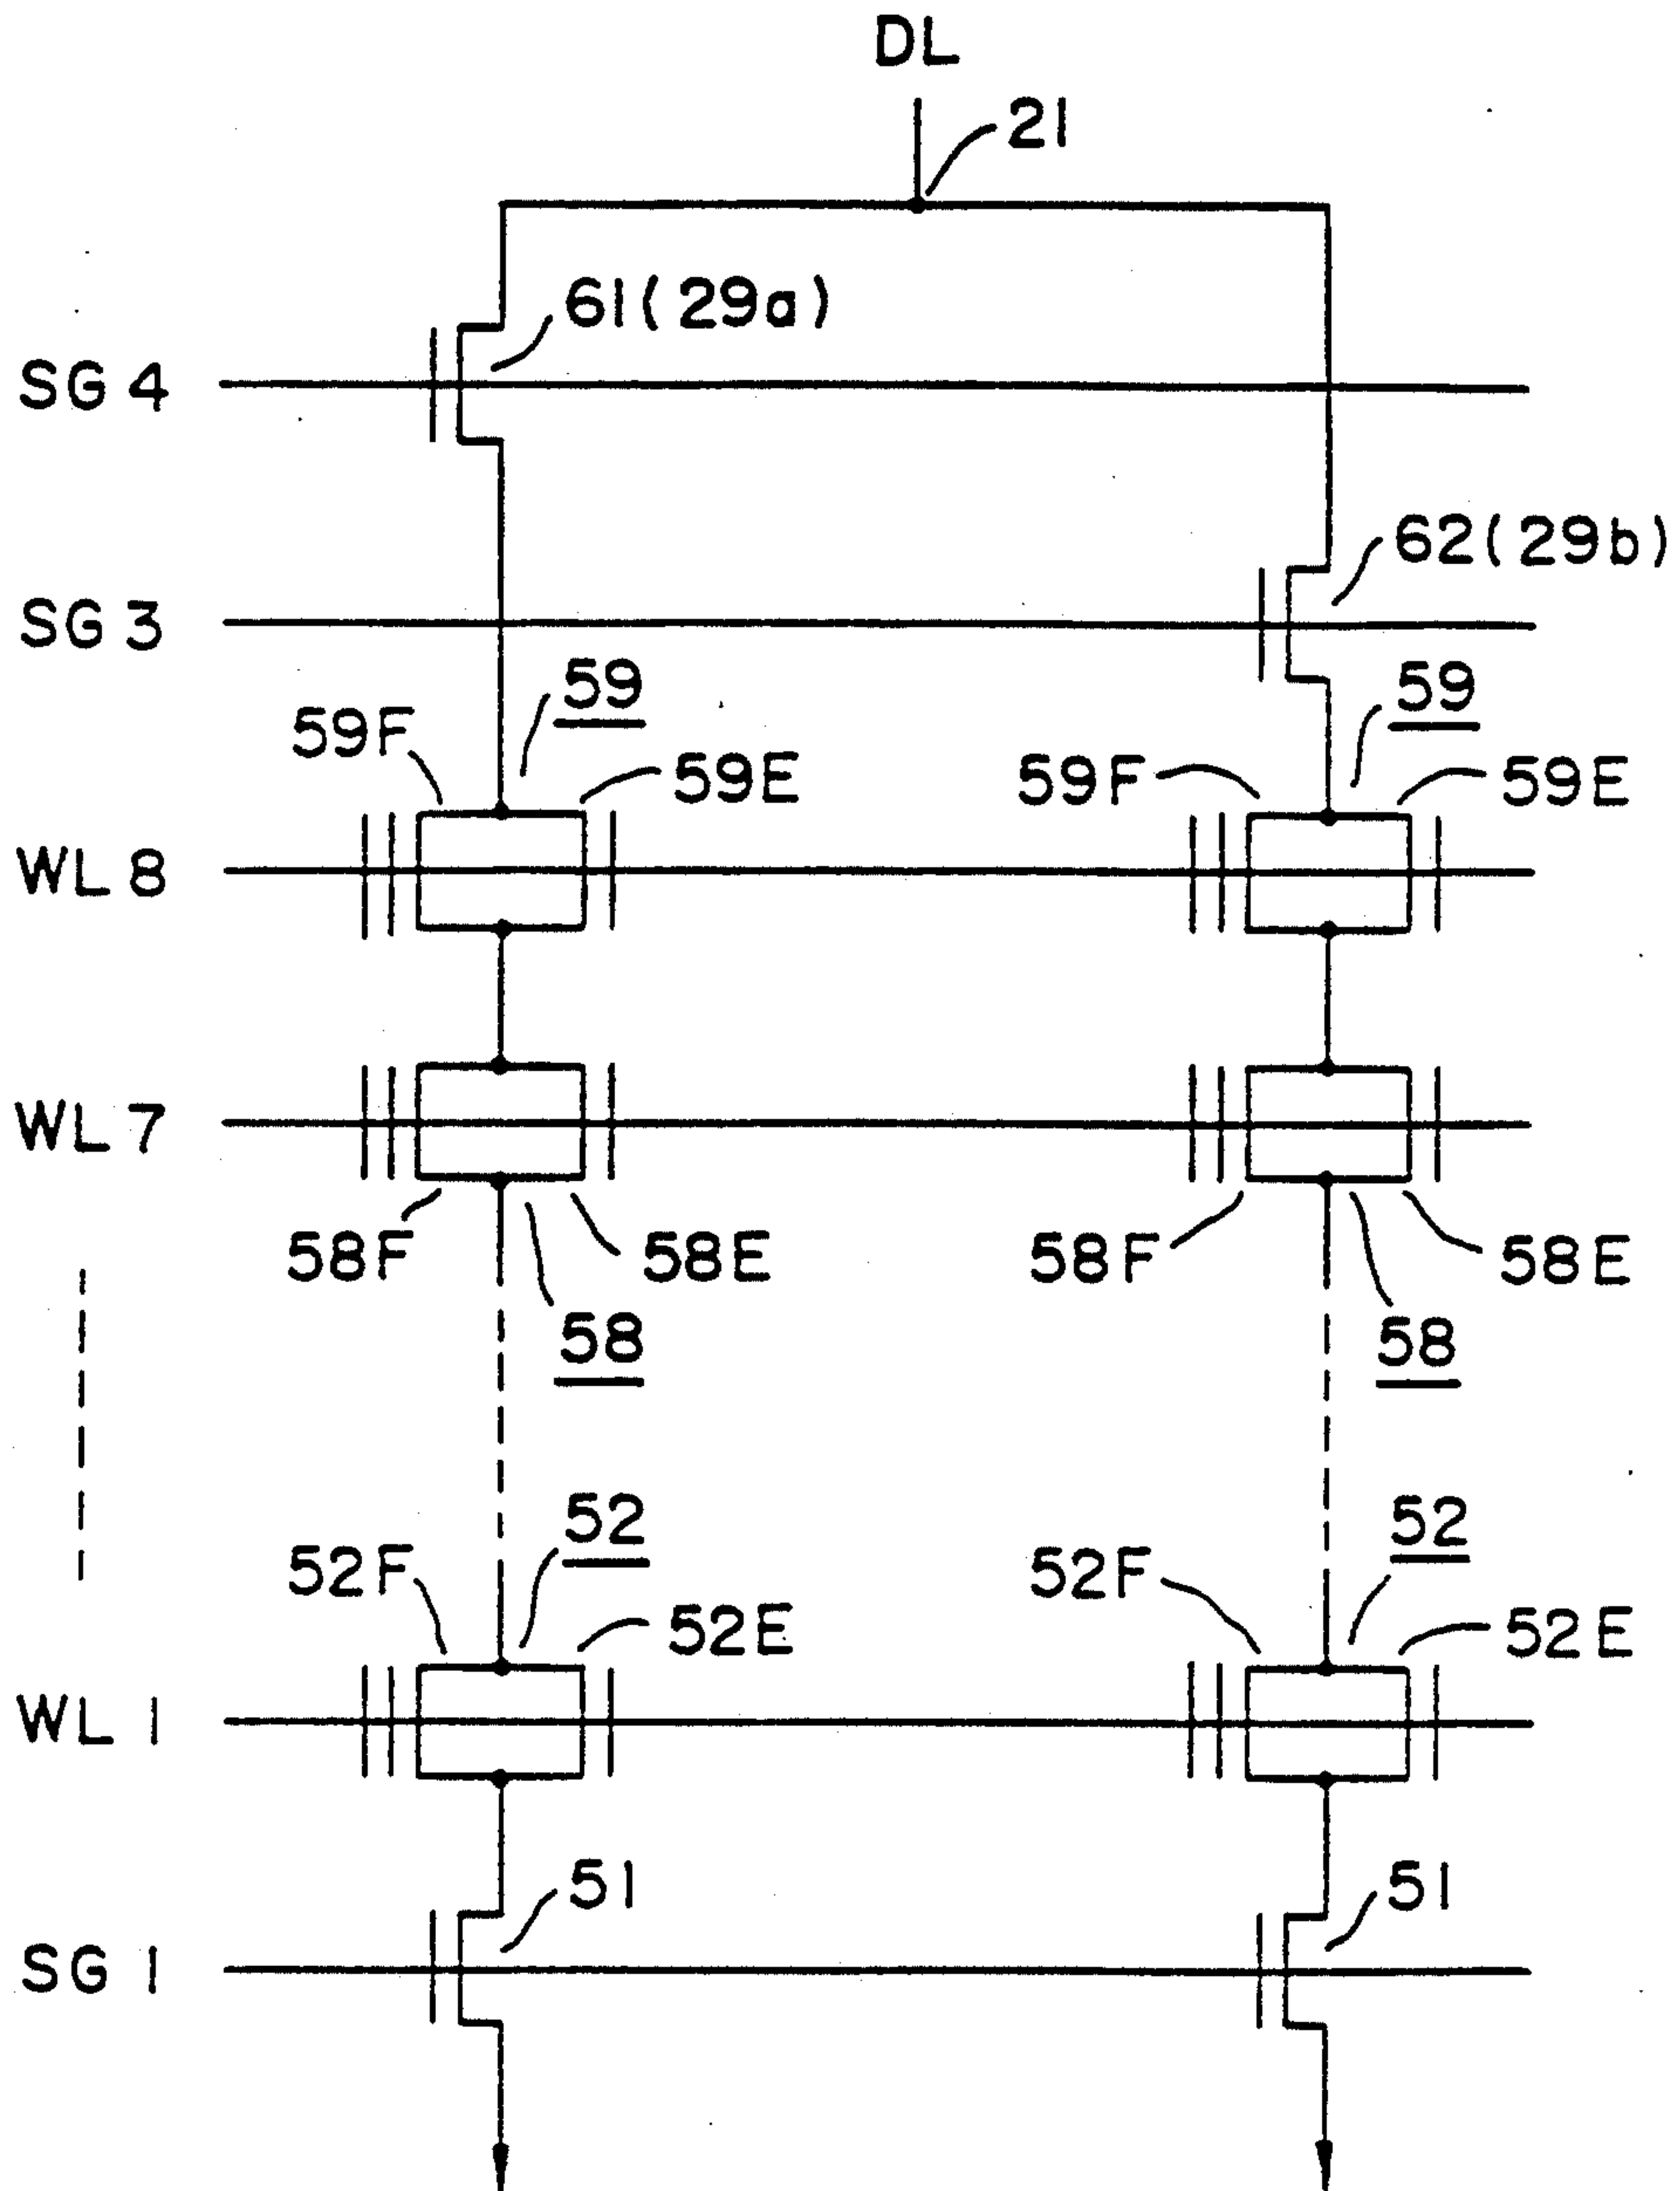 DL
21
61(29a)
SG 4
62(29b)
SG 3
59 59
59F 59E 59F 59E
WL 8
WL 7
58F 58E 58F 58E
58 58
52 52
52F 52E 52F 52E
WL 1
51 51
SG 1